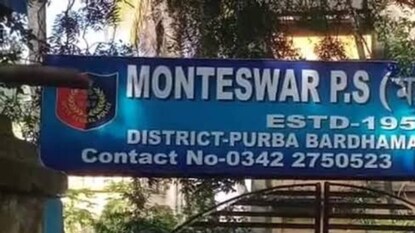 MONTESWAR P.S (ম
ESTD-195
DISTRICT-PURBA BARDHAMA
Contact No-0342 2750523